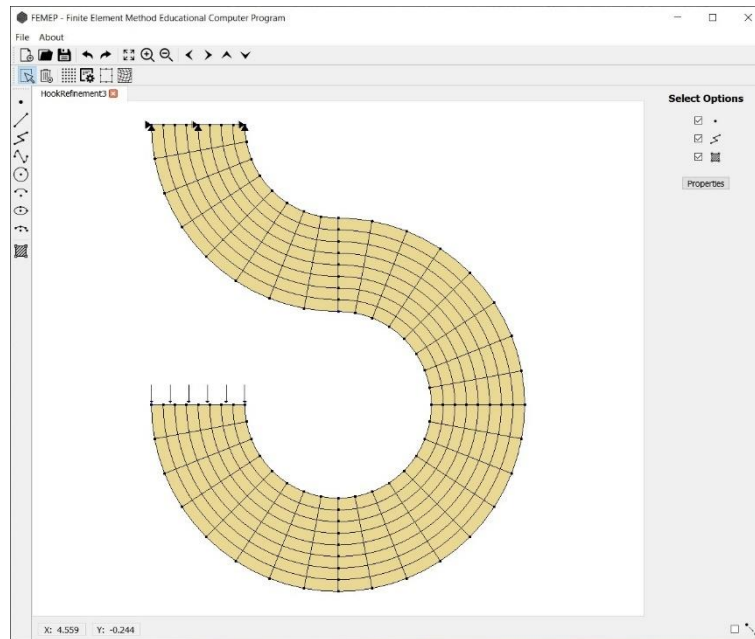 FEMEP - Finite Element Method Educational Computer Program
File About
HookRefinement3
Select Options
Properties
X: 4.559 Y: -0.244